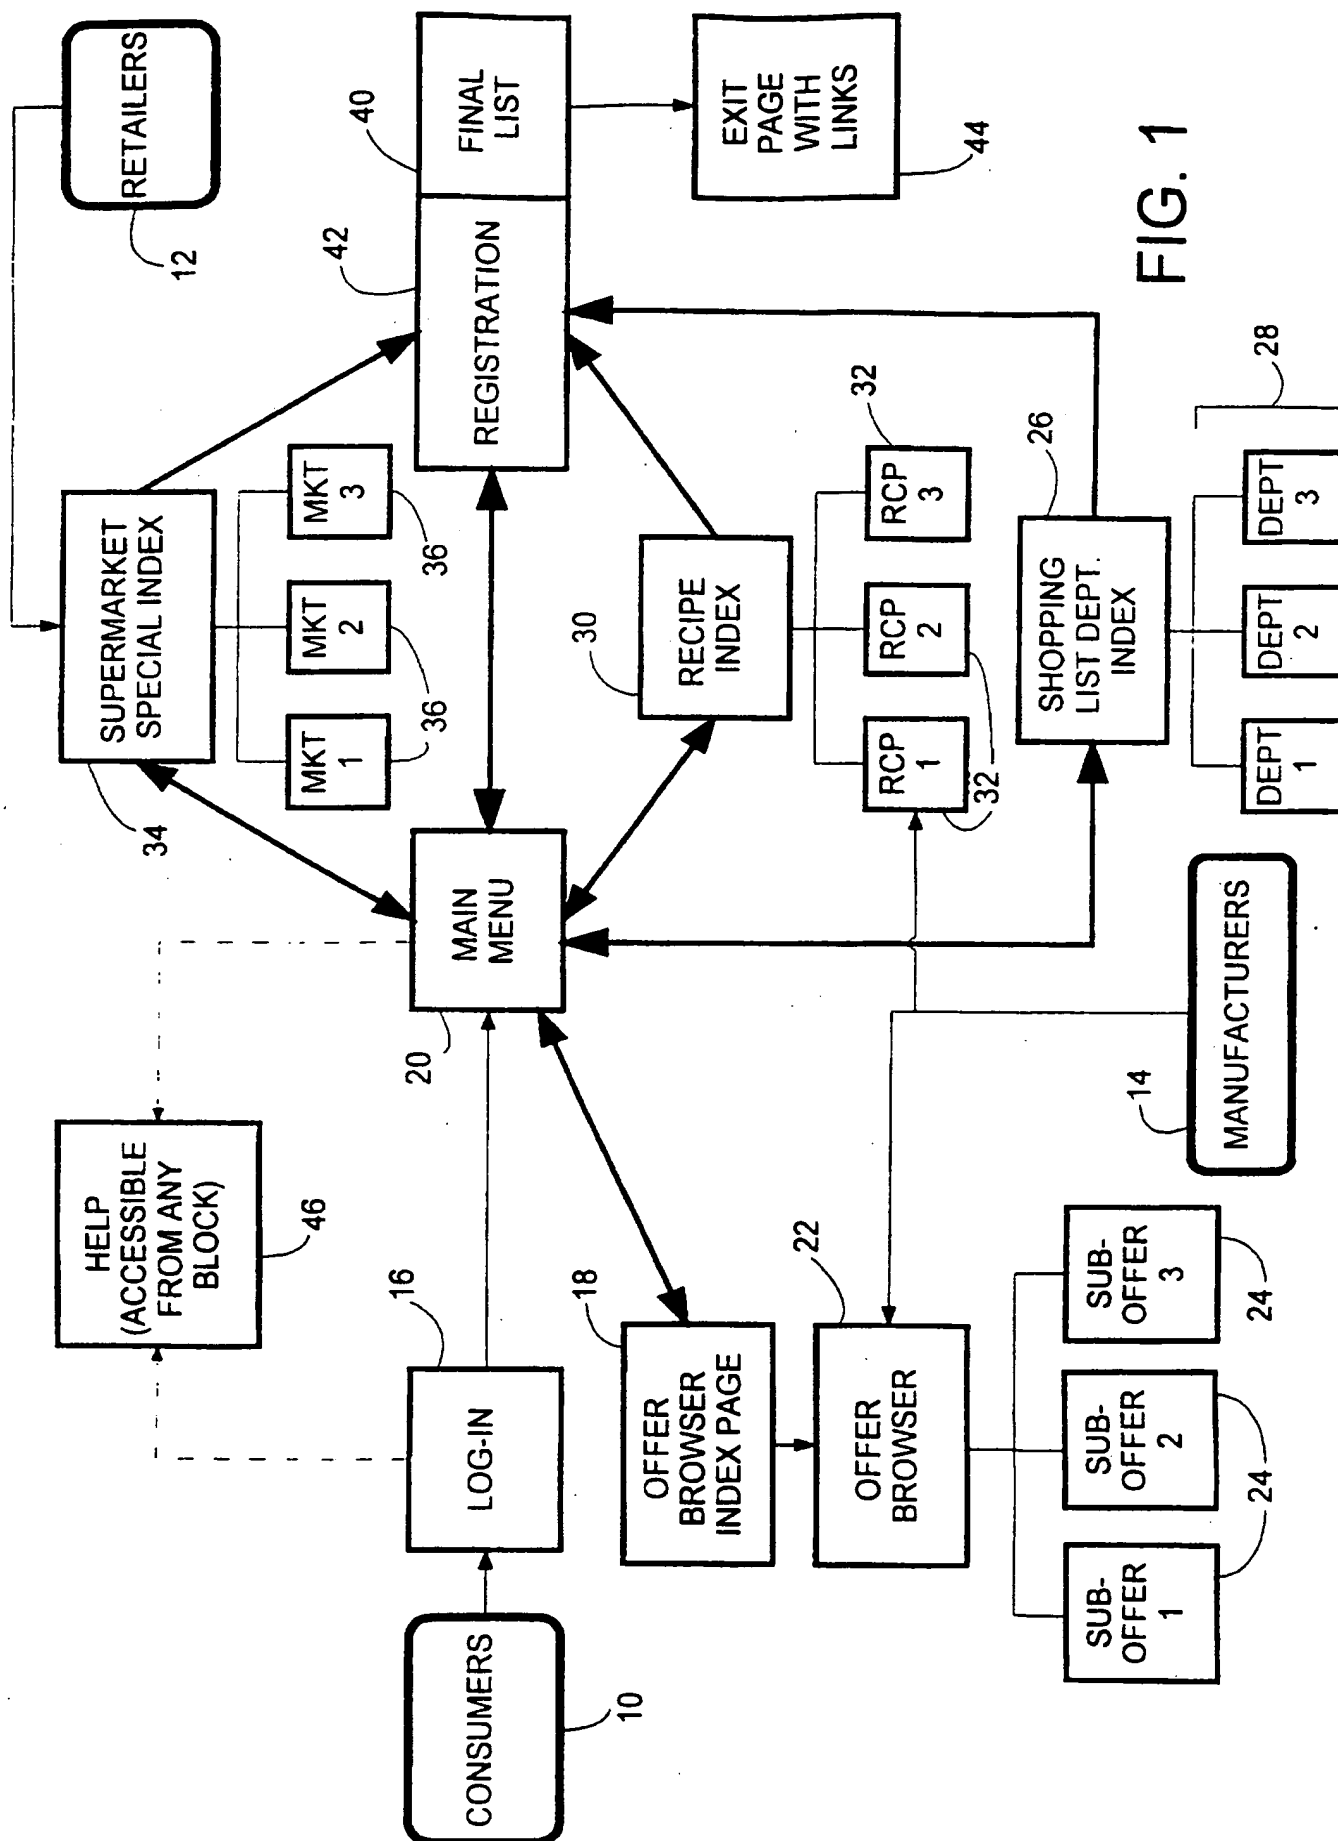 HELP
(ACCESSIBLE
FROM ANY
BLOCK)
46
SUPERMARKET
SPECIAL INDEX
34
RETAILERS
12
MKT
1
MKT
2
MKT
3
36
36
CONSUMERS
10
LOG-IN
16
MAIN
MENU
20
REGISTRATION
42
FINAL
LIST
40
OFFER
BROWSER
INDEX PAGE
18
RECIPE
INDEX
30
EXIT
PAGE
WITH
LINKS
44
OFFER
BROWSER
22
RCP
1
RCP
2
RCP
3
32
32
32
SUB-
OFFER
1
SUB-
OFFER
2
SUB-
OFFER
3
24
24
MANUFACTURERS
14
SHOPPING
LIST DEPT.
INDEX
26
DEPT
1
DEPT
2
DEPT
3
28
FIG. 1